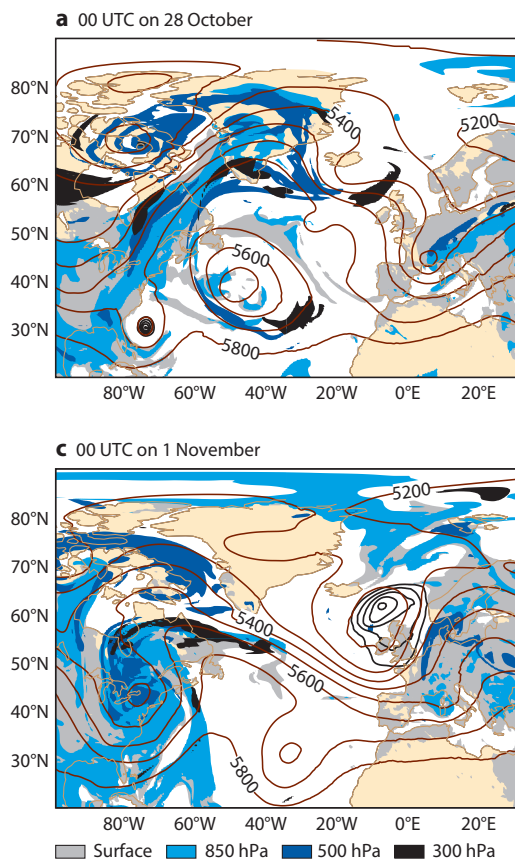 a 00 UTC on 28 October
80°N
70°N
60°N
50°N
40°N
30°N
5400
5200
5600
5800
80°W 60°W 40°W 20°W 0°E 20°E
c 00 UTC on 1 November
80°N
70°N
60°N
50°N
40°N
30°N
5200
5400
5600
5800
80°W 60°W 40°W 20°W 0°E 20°E
Surface 850 hPa 500 hPa 300 hPa